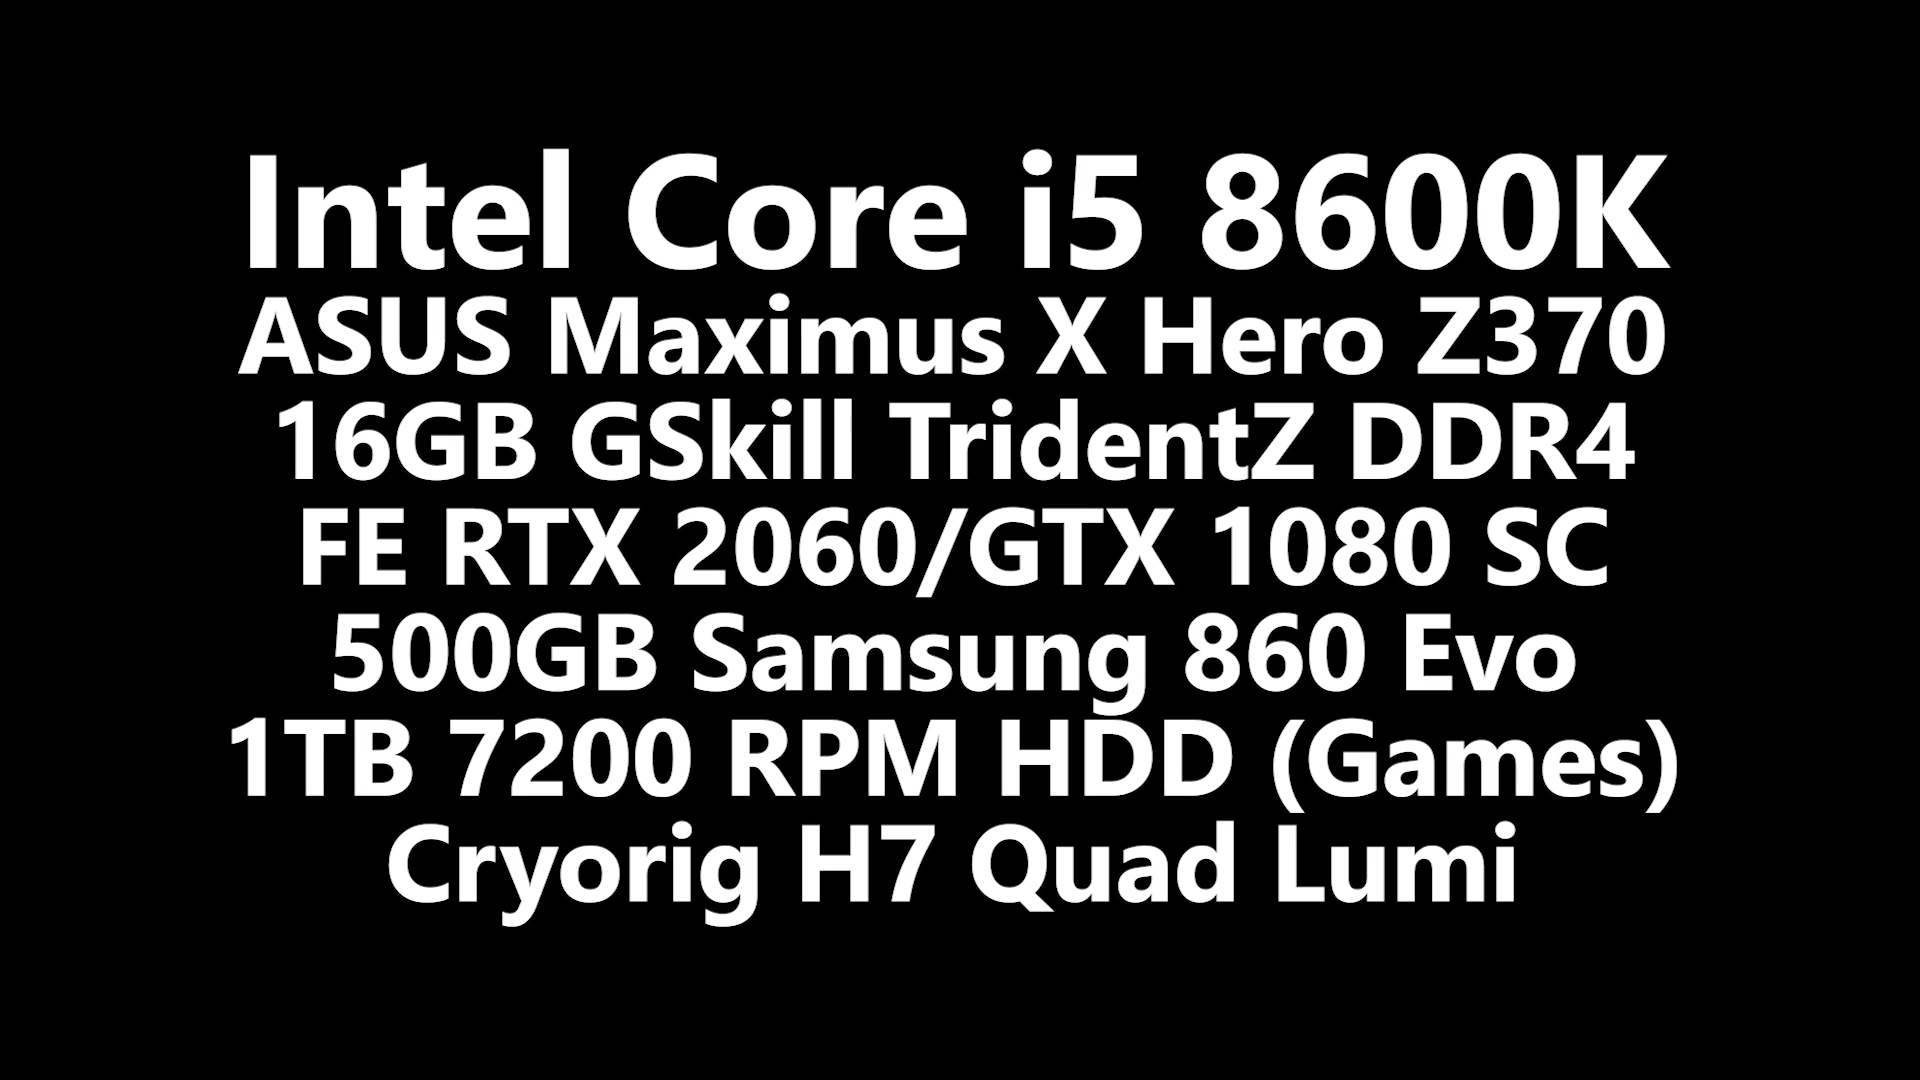 Intel Core i5 8600K
ASUS Maximus X Hero Z370
16GB GSkill TridentZ DDR4
FE RTX 2060/GTX 1080 SC
500GB Samsung 860 Evo
1TB 7200 RPM HDD (Games)
Cryorig H7 Quad Lumi